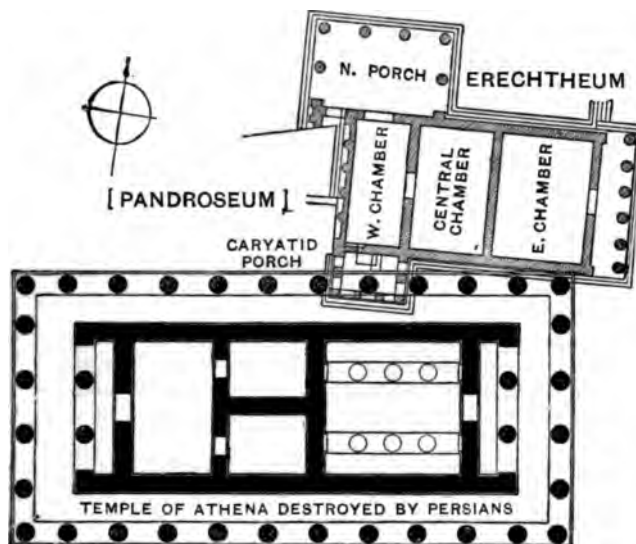 N. PORCH
ERECHTHEUM
W. CHAMBER
CENTRAL
CHAMBER
E. CHAMBER
[PANDROSEUM]
CARYATID
PORCH
TEMPLE OF ATHENA DESTROYED BY PERSIANS